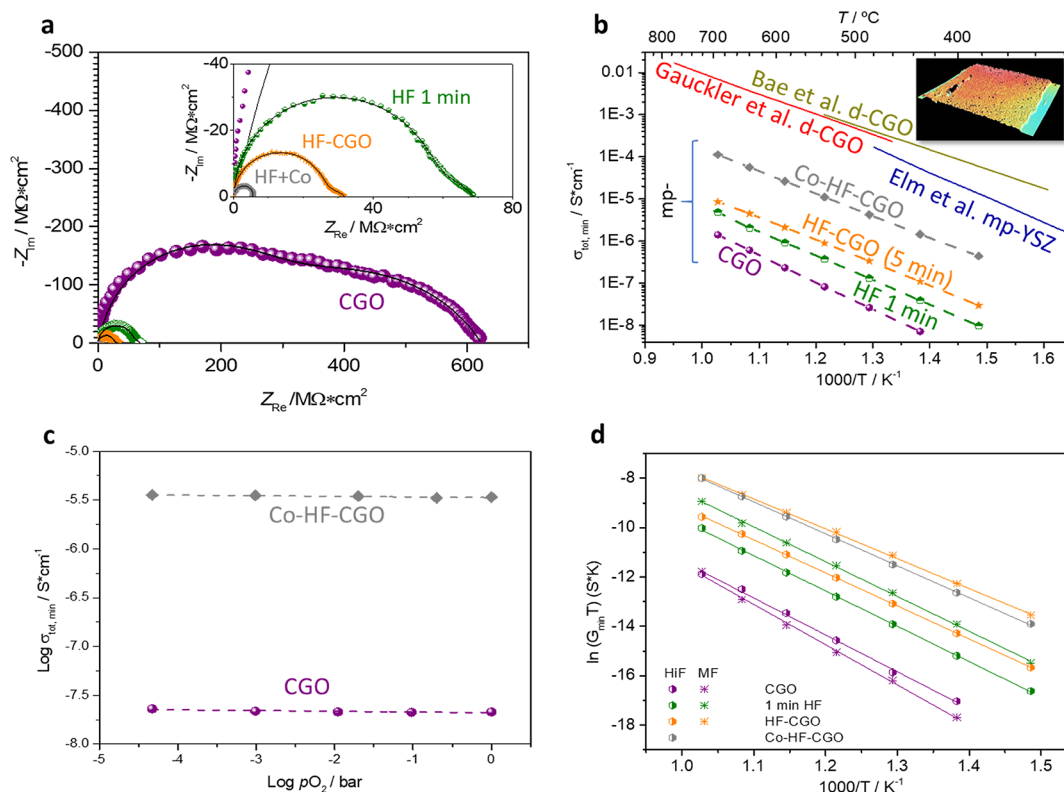 a
-500
-400
-300
-200
-100
0
-Z_Im / MΩ*cm²
0
200
400
600
Z_Re /MΩ*cm²
CGO
-40
-20
0
-Z_Im / MΩ*cm²
0
40
80
Z_Re / MΩ*cm²
HF 1 min
HF-CGO
HF+Co
b
T / ºC
800
700
600
500
400
0.01
1E-3
1E-4
1E-5
1E-6
1E-7
1E-8
σ_tot, min / S*cm⁻¹
0.9
1.0
1.1
1.2
1.3
1.4
1.5
1.6
1000/T / K⁻¹
Bae et al. d-CGO
Gauckler et al. d-CGO
Elm et al. mp-YSZ
mp-
Co-HF-CGO
HF-CGO (5 min)
HF 1 min
CGO
c
-5.0
-5.5
-6.0
-6.5
-7.0
-7.5
-8.0
Log σ_tot, min / S*cm⁻¹
-5
-4
-3
-2
-1
0
Log pO₂ / bar
Co-HF-CGO
CGO
d
-8
-10
-12
-14
-16
-18
ln (G_min T) (S*K)
1.0
1.1
1.2
1.3
1.4
1.5
1000/T / K⁻¹
HiF MF
CGO
1 min HF
HF-CGO
Co-HF-CGO